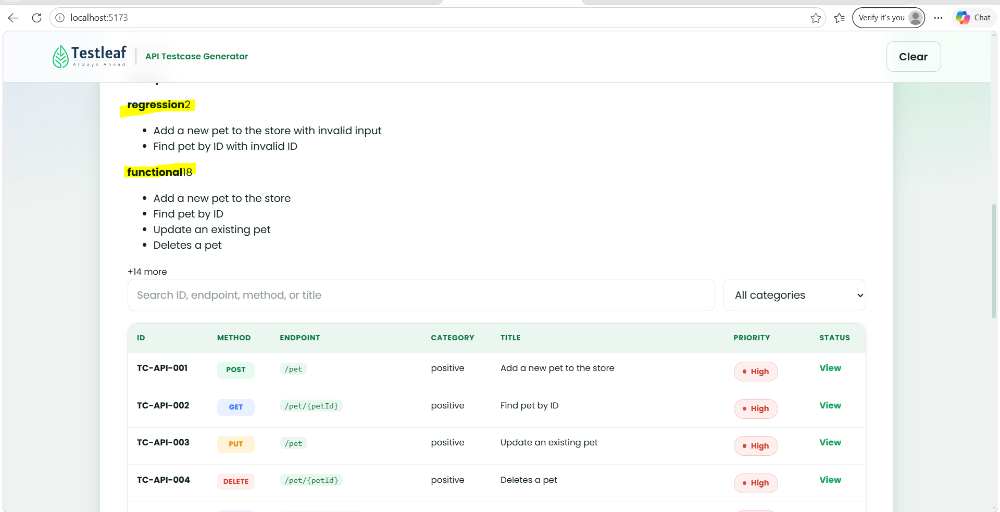 localhost:5173
Verify it's you
Chat
Testleaf
Always Ahead
API Testcase Generator
Clear
regression2
Add a new pet to the store with invalid input
Find pet by ID with invalid ID
functional18
Add a new pet to the store
Find pet by ID
Update an existing pet
Deletes a pet
+14 more
Search ID, endpoint, method, or title
All categories
ID METHOD ENDPOINT CATEGORY TITLE PRIORITY STATUS
TC-API-001 POST /pet positive Add a new pet to the store High View
TC-API-002 GET /pet/{petId} positive Find pet by ID High View
TC-API-003 PUT /pet positive Update an existing pet High View
TC-API-004 DELETE /pet/{petId} positive Deletes a pet High View